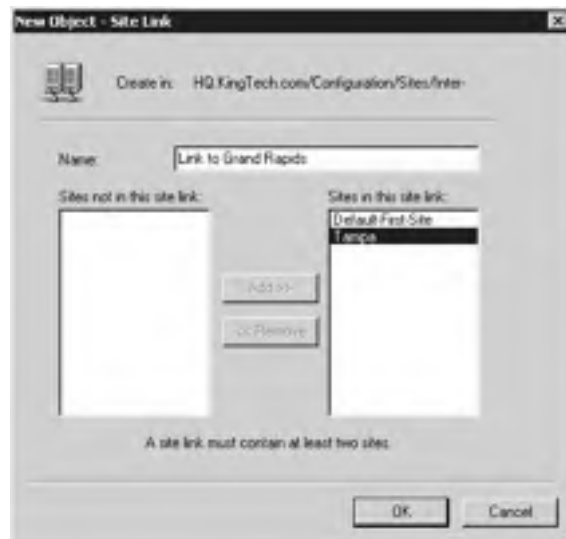 New Object - Site Link
Create in: HQ.KingTech.com/Configuration/Sites/Inter-
Name: Link to Grand Rapids
Sites not in this site link:
Sites in this site link:
Default-First-Site
Tampa
Add >>
<< Remove
A site link must contain at least two sites.
OK
Cancel